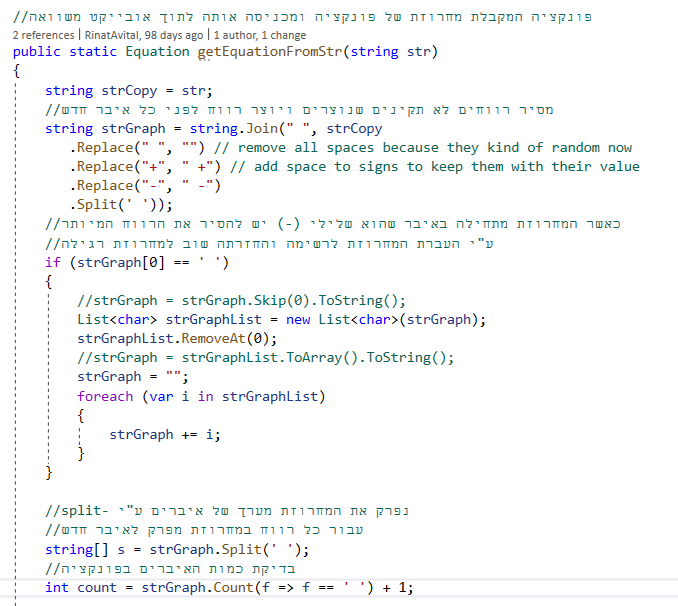 //פונקציה המקבלת מחרוזת של פונקציה ומכניסה אותה לתוך אובייקט משוואה
2 references | RinatAvital, 98 days ago | 1 author, 1 change
public static Equation getEquationFromStr(string str)
{
string strCopy = str;
//מסיר רווחים לא תקינים שנוצרים ויוצר רווח לפני כל איבר חדש
string strGraph = string.Join(" ", strCopy
.Replace(" ", "") // remove all spaces because they kind of random now
.Replace("+", " +") // add space to signs to keep them with their value
.Replace("-", " -")
.Split(' '));
//כאשר המחרוזת מתחילה באיבר שהוא שלילי (-) יש להסיר את הרווח המיותר
//ע"י העברת המחרוזת לרשימה והחזרתה שוב למחרוזת רגילה
if (strGraph[0] == ' ')
{
//strGraph = strGraph.Skip(0).ToString();
List<char> strGraphList = new List<char>(strGraph);
strGraphList.RemoveAt(0);
//strGraph = strGraphList.ToArray().ToString();
strGraph = "";
foreach (var i in strGraphList)
{
strGraph += i;
}
}
//split- נפרק את המחרוזת מערך של איברים ע"י
//עבור כל רווח במחרוזת מפרק לאיבר חדש
string[] s = strGraph.Split(' ');
//בדיקת כמות האיברים בפונקציה
int count = strGraph.Count(f => f == ' ') + 1;